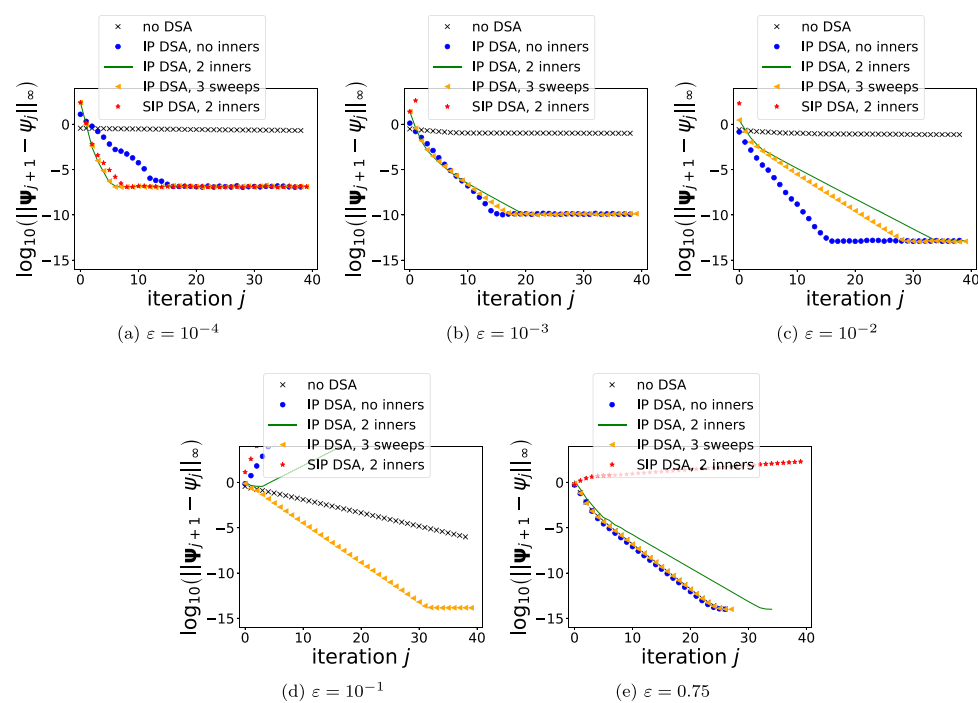 no DSA
IP DSA, no inners
IP DSA, 2 inners
IP DSA, 3 sweeps
SIP DSA, 2 inners
log₁₀(||Ψⱼ₊₁ − ψⱼ||∞)
0
−5
−10
−15
0 10 20 30 40
iteration j
(a) ε = 10⁻⁴
no DSA
IP DSA, no inners
IP DSA, 2 inners
IP DSA, 3 sweeps
SIP DSA, 2 inners
log₁₀(||Ψⱼ₊₁ − ψⱼ||∞)
0
−5
−10
−15
0 10 20 30 40
iteration j
(b) ε = 10⁻³
no DSA
IP DSA, no inners
IP DSA, 2 inners
IP DSA, 3 sweeps
SIP DSA, 2 inners
log₁₀(||Ψⱼ₊₁ − ψⱼ||∞)
0
−5
−10
−15
0 10 20 30 40
iteration j
(c) ε = 10⁻²
no DSA
IP DSA, no inners
IP DSA, 2 inners
IP DSA, 3 sweeps
SIP DSA, 2 inners
log₁₀(||Ψⱼ₊₁ − ψⱼ||∞)
0
−5
−10
−15
0 10 20 30 40
iteration j
(d) ε = 10⁻¹
no DSA
IP DSA, no inners
IP DSA, 2 inners
IP DSA, 3 sweeps
SIP DSA, 2 inners
log₁₀(||Ψⱼ₊₁ − ψⱼ||∞)
0
−5
−10
−15
0 10 20 30 40
iteration j
(e) ε = 0.75